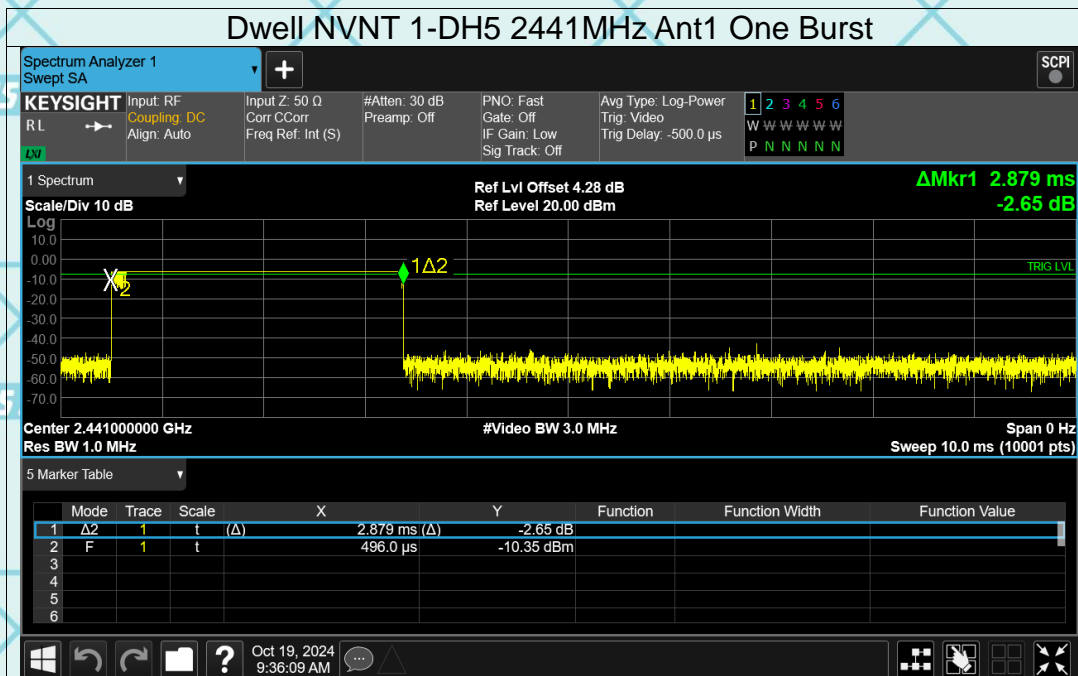 Dwell NVNT 1-DH5 2441MHz Ant1 One Burst
Spectrum Analyzer 1
Swept SA
+
SCPI
KEYSIGHT Input: RF Input Z: 50 Ω #Atten: 30 dB PNO: Fast Avg Type: Log-Power 1 2 3 4 5 6
RL Coupling: DC Corr CCorr Preamp: Off Gate: Off Trig: Video W W W W W W
Align: Auto Freq Ref: Int (S) IF Gain: Low Trig Delay: -500.0 µs P N N N N N
LXI Sig Track: Off
1 Spectrum
Ref Lvl Offset 4.28 dB ΔMkr1 2.879 ms
Scale/Div 10 dB Ref Level 20.00 dBm -2.65 dB
Log
10.0
0.00
1Δ2
TRIG LVL
-10.0
X
2
-20.0
-30.0
-40.0
-50.0
-60.0
-70.0
Center 2.441000000 GHz #Video BW 3.0 MHz Span 0 Hz
Res BW 1.0 MHz Sweep 10.0 ms (10001 pts)
5 Marker Table
Mode Trace Scale X Y Function Function Width Function Value
1 Δ2 1 t (Δ) 2.879 ms (Δ) -2.65 dB
2 F 1 t 496.0 µs -10.35 dBm
3
4
5
6
?
Oct 19, 2024
9:36:09 AM